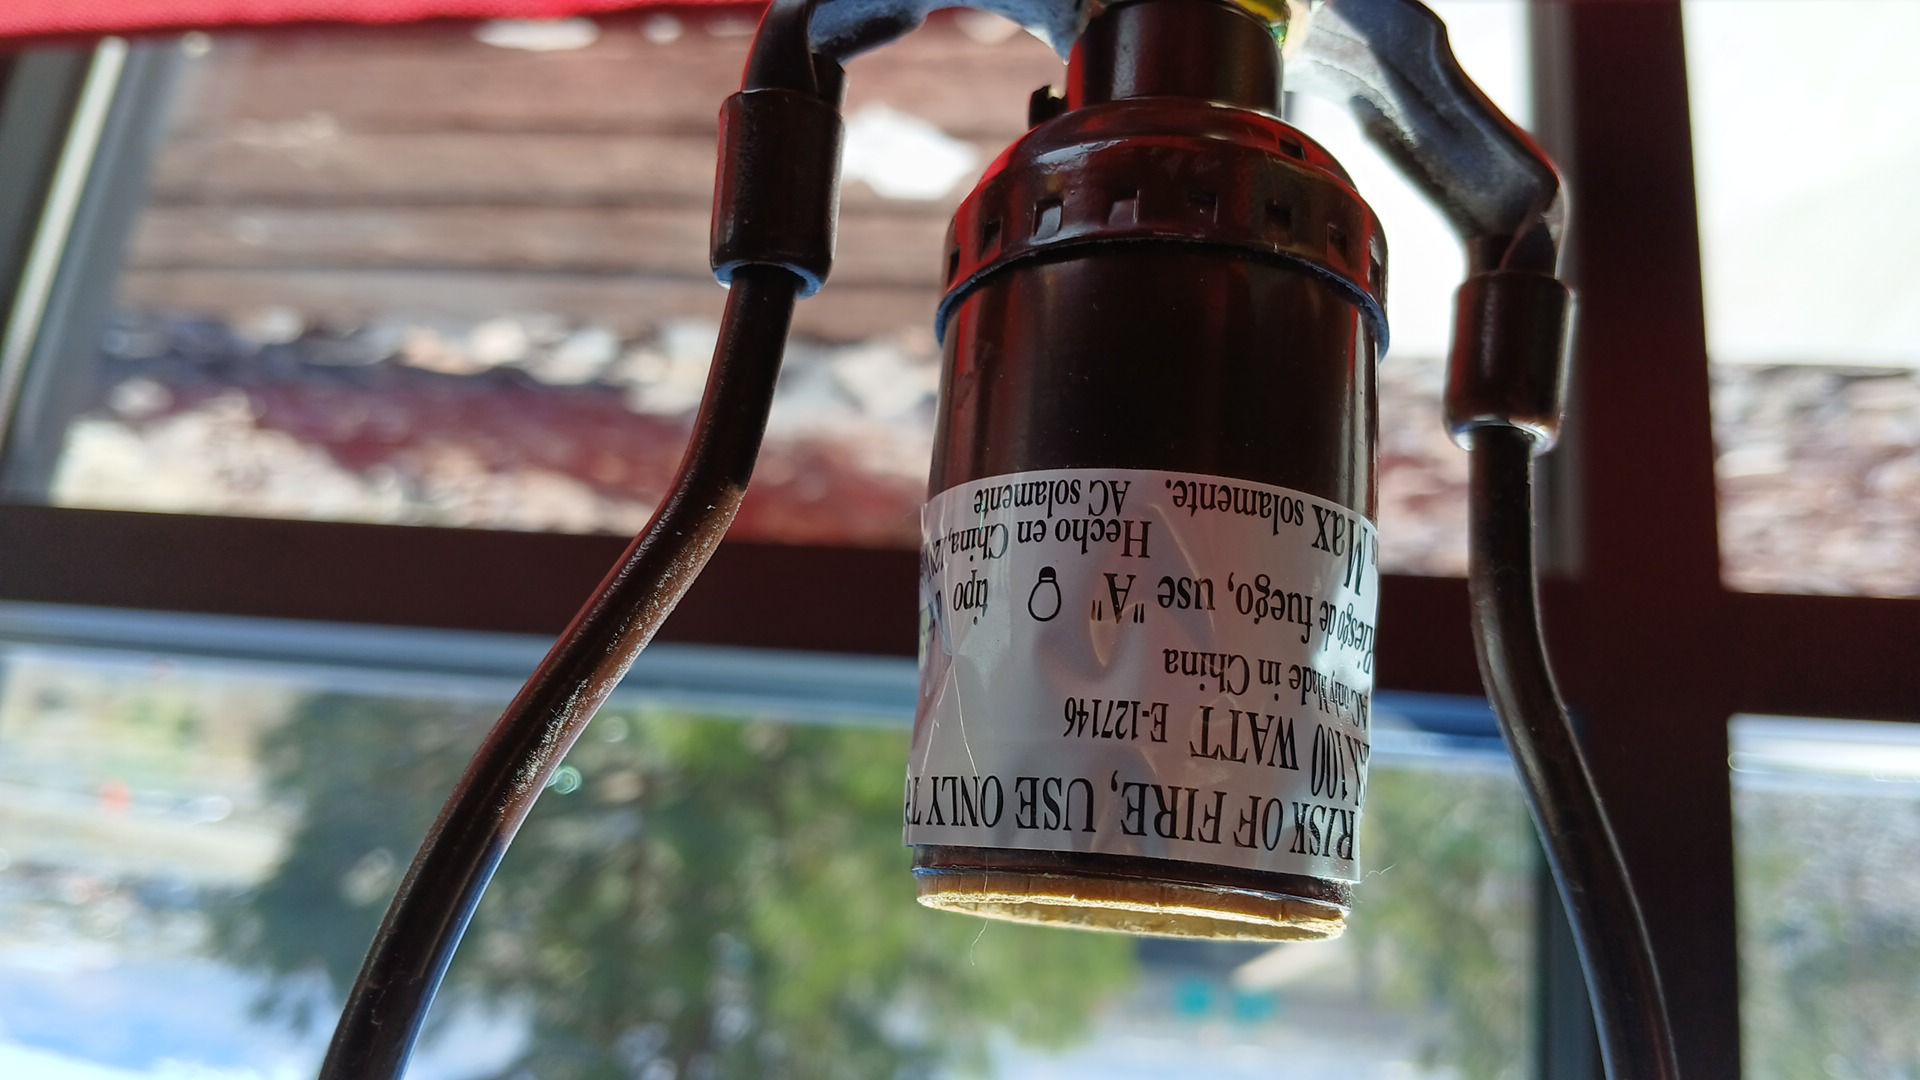 RISK OF FIRE, USE ONLY
100 WATT E-127146
AC only Made in China
Riesgo de fuego, use "A" tipo
Max Hecho en China, 120V
solamente. AC solamente